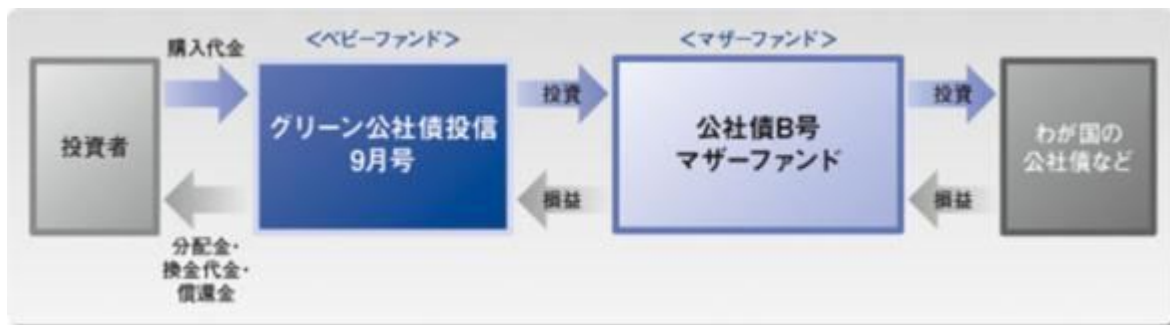 <ベビーファンド>
<マザーファンド>
購入代金
投資者
グリーン公社債投信
9月号
投資
公社債B号
マザーファンド
投資
わが国の
公社債など
損益
損益
分配金・
換金代金・
償還金